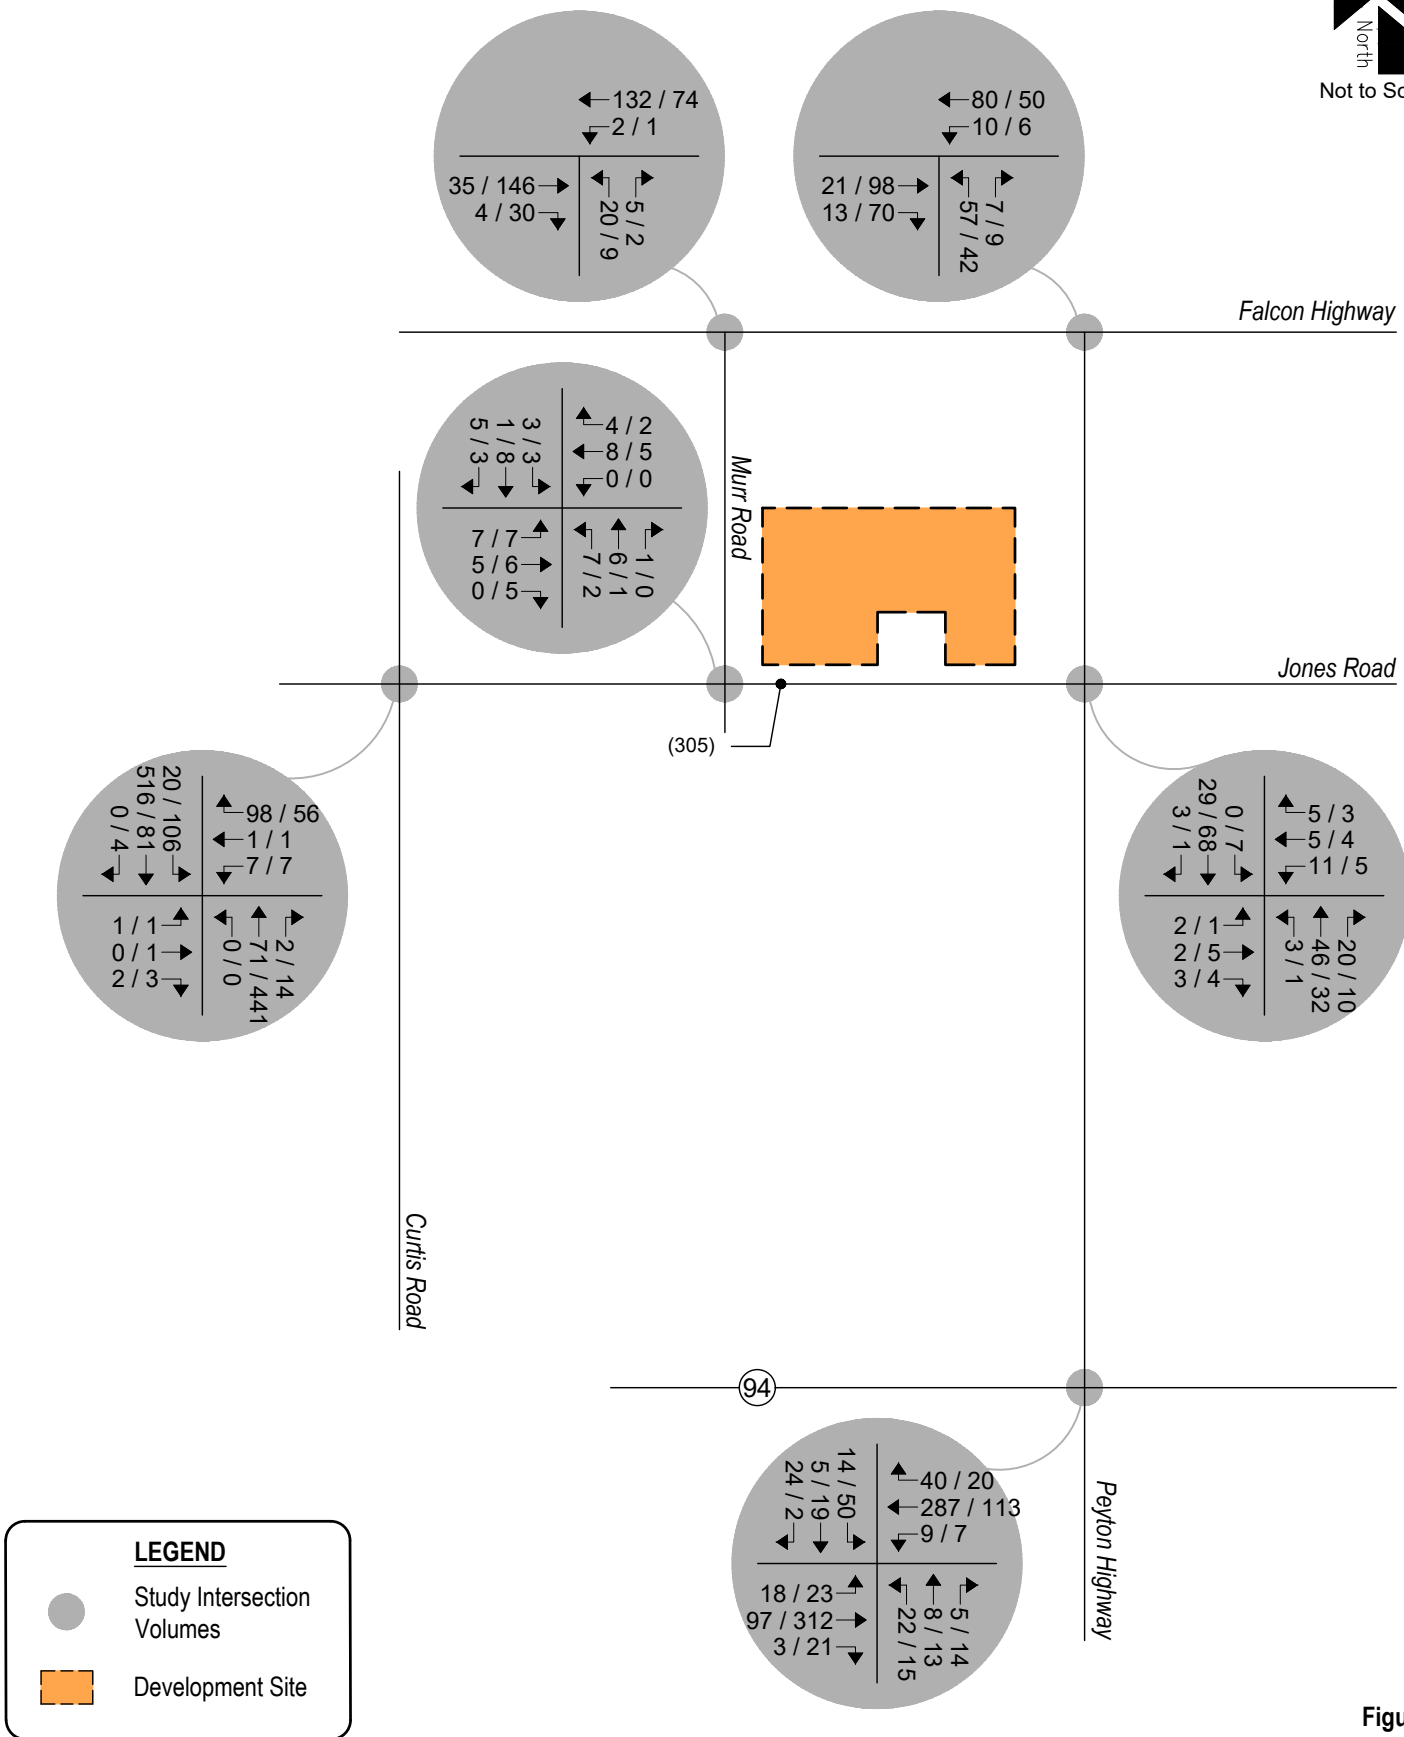 North
Not to Sc
132 / 74
2 / 1
35 / 146
4 / 30
20 / 9
5 / 2
80 / 50
10 / 6
21 / 98
13 / 70
57 / 42
7 / 9
Falcon Highway
5 / 3
1 / 8
3 / 3
4 / 2
8 / 5
0 / 0
7 / 7
5 / 6
0 / 5
7 / 2
6 / 1
1 / 0
Murr Road
Jones Road
(305)
0 / 4
516 / 81
20 / 106
98 / 56
1 / 1
7 / 7
1 / 1
0 / 1
2 / 3
0 / 0
71 / 441
2 / 14
3 / 1
29 / 68
0 / 7
5 / 3
5 / 4
11 / 5
2 / 1
2 / 5
3 / 4
3 / 1
46 / 32
20 / 10
Curtis Road
94
24 / 2
5 / 19
14 / 50
40 / 20
287 / 113
9 / 7
18 / 23
97 / 312
3 / 21
22 / 15
8 / 13
5 / 14
Peyton Highway
LEGEND
Study Intersection
Volumes
Development Site
Figu